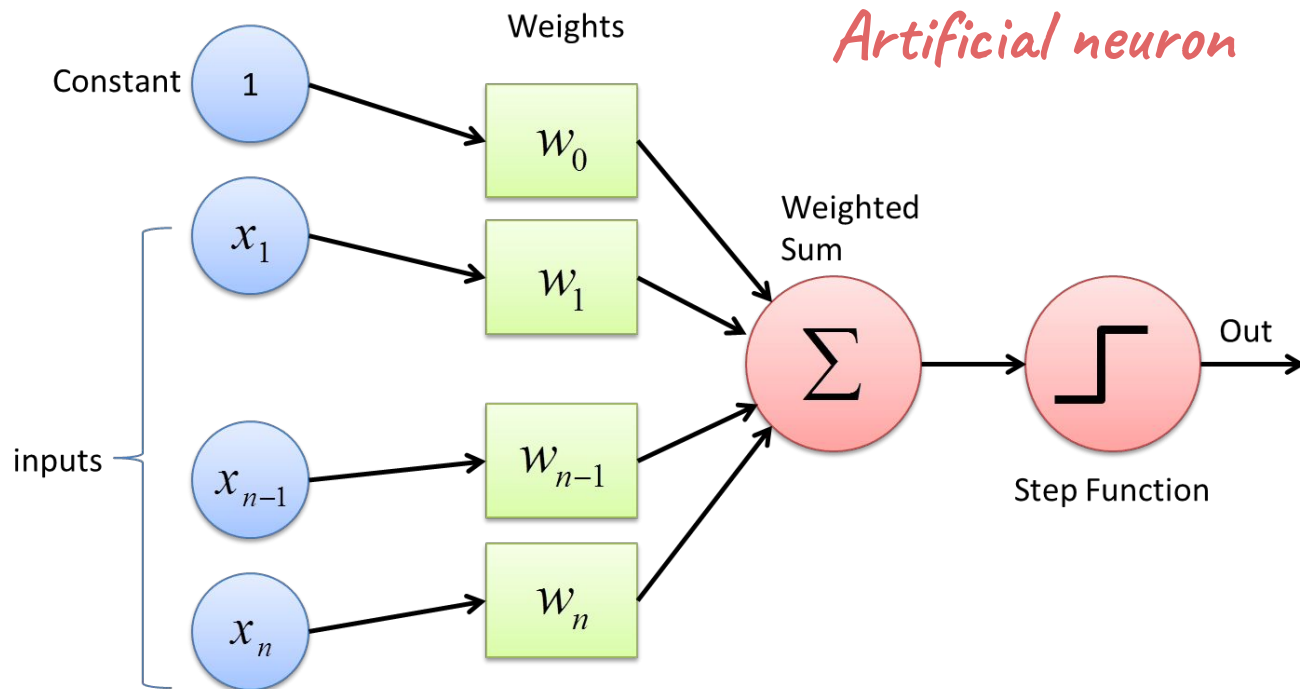 Artificial neuron
Weights
Constant
1
w₀
x₁
w₁
Weighted
Sum
∑
Out
inputs
xₙ₋₁
wₙ₋₁
Step Function
xₙ
wₙ